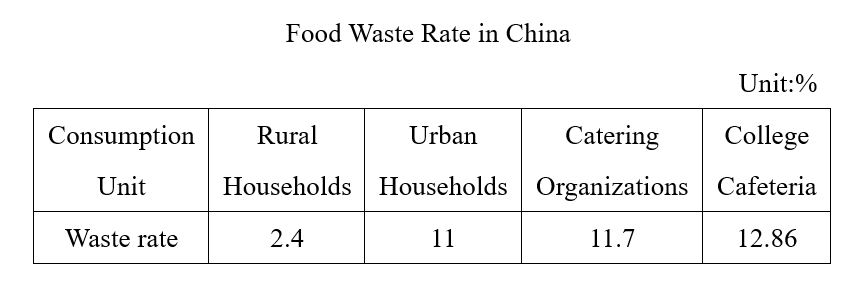 Food Waste Rate in China
Unit:%
Consumption Unit Rural Households Urban Households Catering Organizations College Cafeteria
Waste rate 2.4 11 11.7 12.86